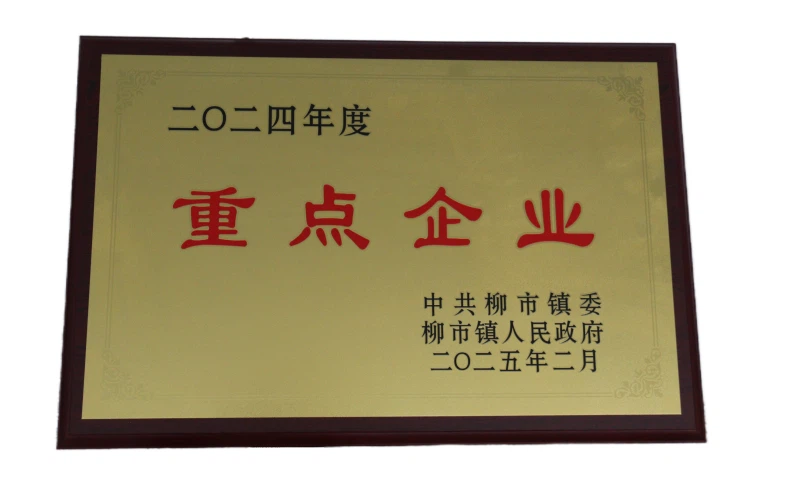 二〇二四年度
重点企业
中共柳市镇委
柳市镇人民政府
二〇二五年二月